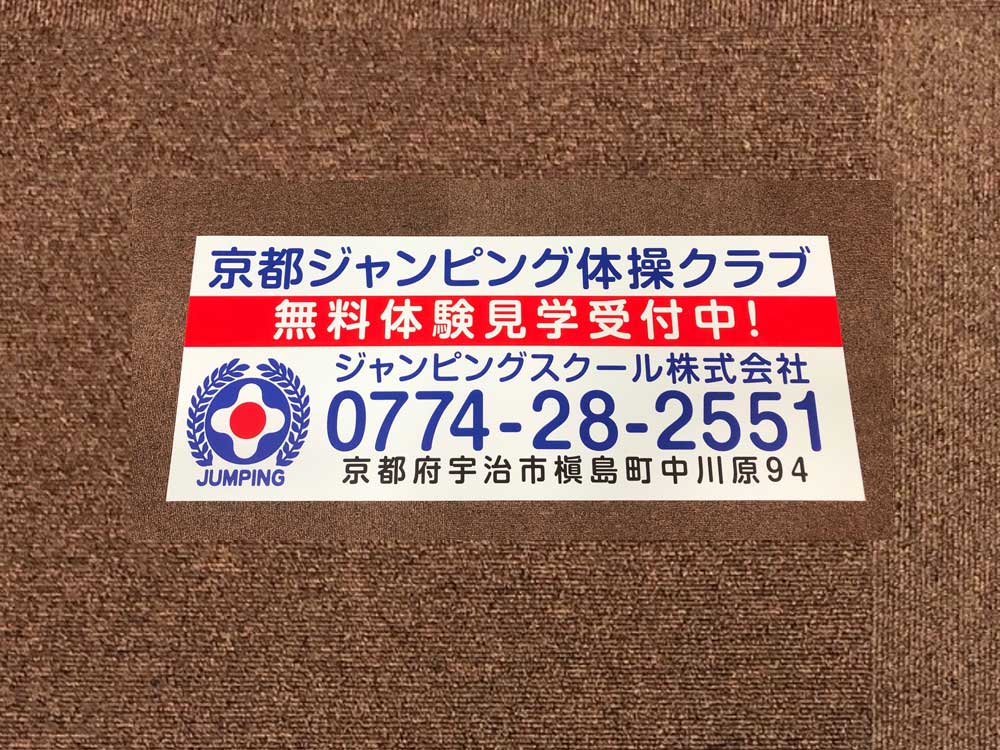 京都ジャンピング体操クラブ
無料体験見学受付中!
ジャンピングスクール株式会社
0774-28-2551
京都府宇治市槇島町中川原94
JUMPING